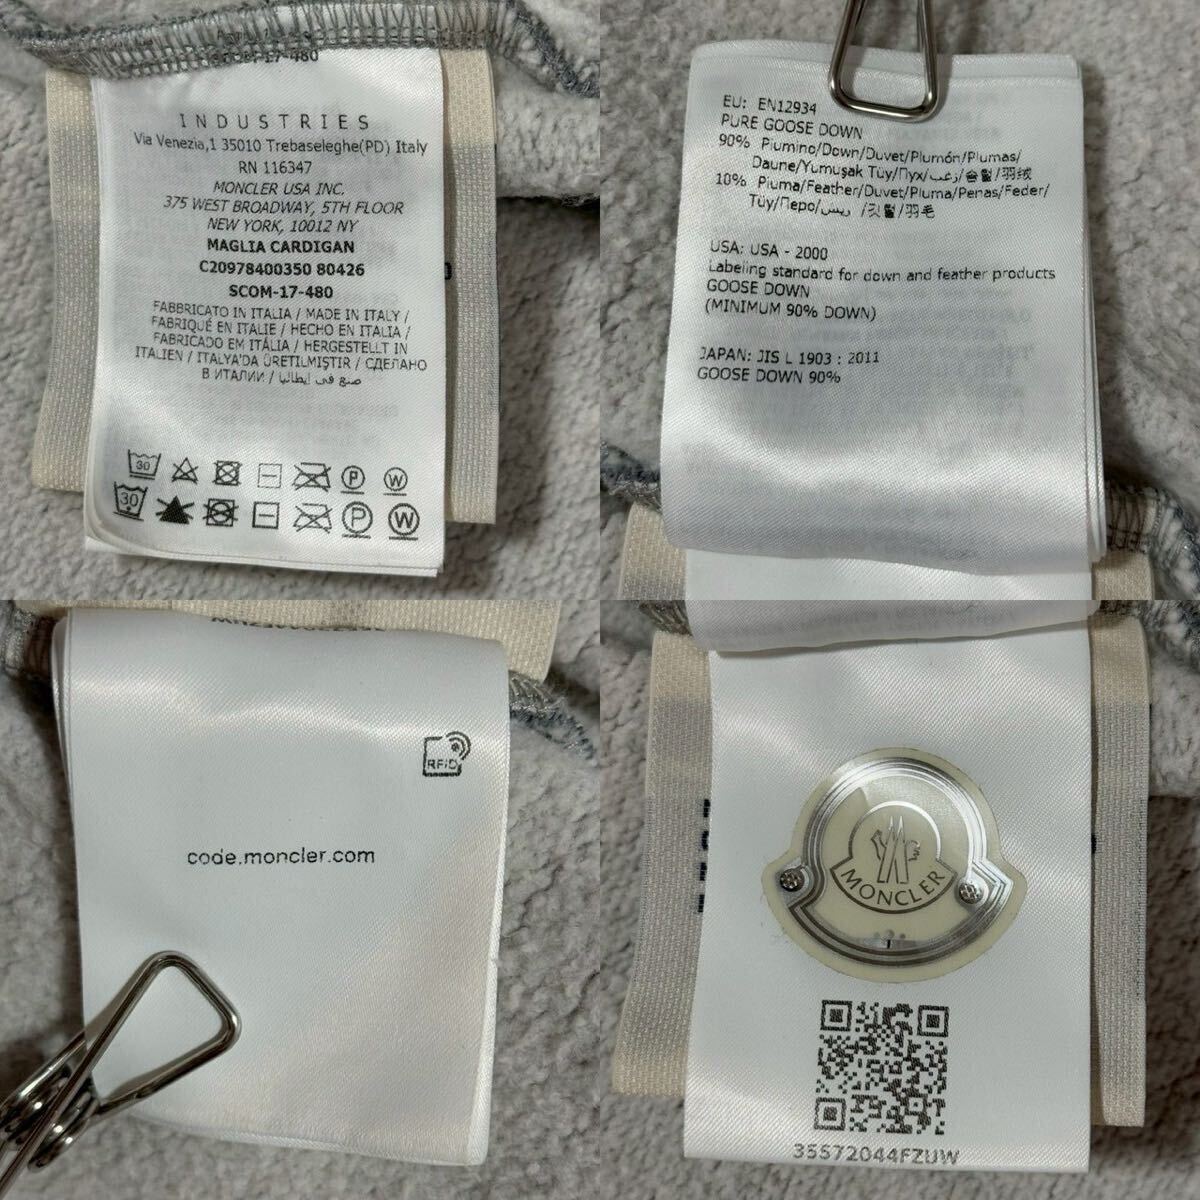 SCOM-17-480
INDUSTRIES
Via Venezia,1 35010 Trebaseleghe(PD) Italy
RN 116347
MONCLER USA INC.
375 WEST BROADWAY, 5TH FLOOR
NEW YORK, 10012 NY
MAGLIA CARDIGAN
C20978400350 80426
SCOM-17-480
FABBRICATO IN ITALIA / MADE IN ITALY /
FABRIQUÉ EN ITALIE / HECHO EN ITALIA /
FABRICADO EM ITÁLIA / HERGESTELLT IN
ITALIEN / ITALYA'DA ÜRETILMIŞTIR / СДЕЛАНО
В ИТАЛИИ / صنع في إيطاليا
30 P W
30 P W
EU: EN12934
PURE GOOSE DOWN
90% Piumino/Down/Duvet/Plumón/Plumas/
Daune/Yumuşak Tüy/Пух/زغب/솜털/羽绒
10% Piuma/Feather/Duvet/Pluma/Penas/Feder/
Tüy/Перо/ريش /깃털/羽毛
USA: USA - 2000
Labeling standard for down and feather products
GOOSE DOWN
(MINIMUM 90% DOWN)
JAPAN: JIS L 1903 : 2011
GOOSE DOWN 90%
RFID
code.moncler.com
MONCLER
35572044FZUW